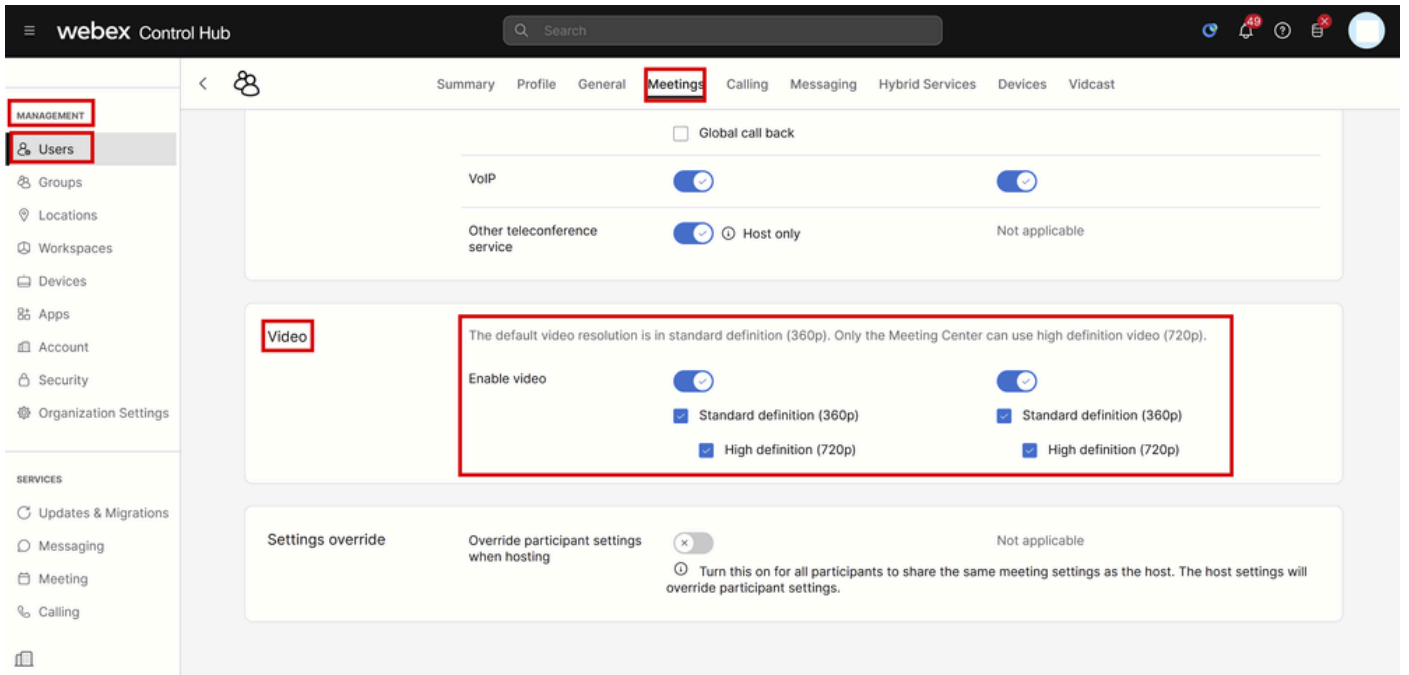 webex Control Hub
Search
49
Summary Profile General Meetings Calling Messaging Hybrid Services Devices Vidcast
MANAGEMENT
Users
Groups
Locations
Workspaces
Devices
Apps
Account
Security
Organization Settings
SERVICES
Updates & Migrations
Messaging
Meeting
Calling
Global call back
VoIP
Other teleconference
service
Host only
Not applicable
Video
The default video resolution is in standard definition (360p). Only the Meeting Center can use high definition video (720p).
Enable video
Standard definition (360p) Standard definition (360p)
High definition (720p) High definition (720p)
Settings override
Override participant settings
when hosting
Not applicable
Turn this on for all participants to share the same meeting settings as the host. The host settings will
override participant settings.